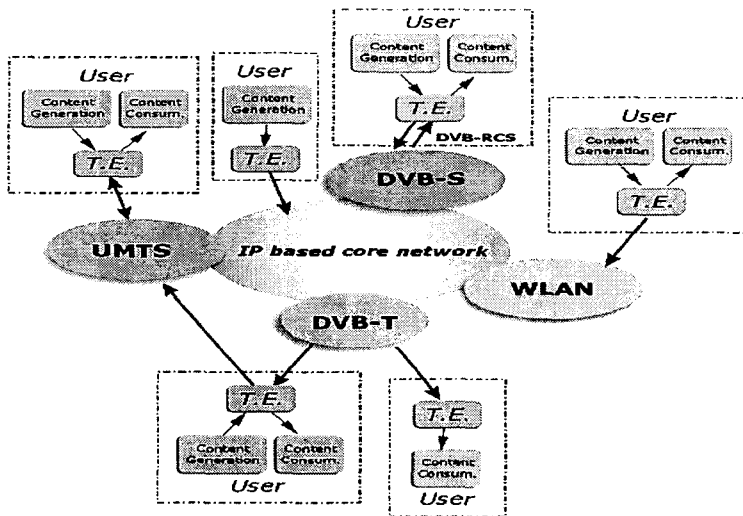 User
Content
Generation
Content
Consum.
T.E.
User
Content
Generation
T.E.
User
Content
Generation
Content
Consum.
T.E.
DVB-RCS
User
Content
Generation
Content
Consum.
T.E.
DVB-S
UMTS
IP based core network
WLAN
DVB-T
T.E.
Content
Generation
Content
Consum.
User
T.E.
Content
Consum.
User